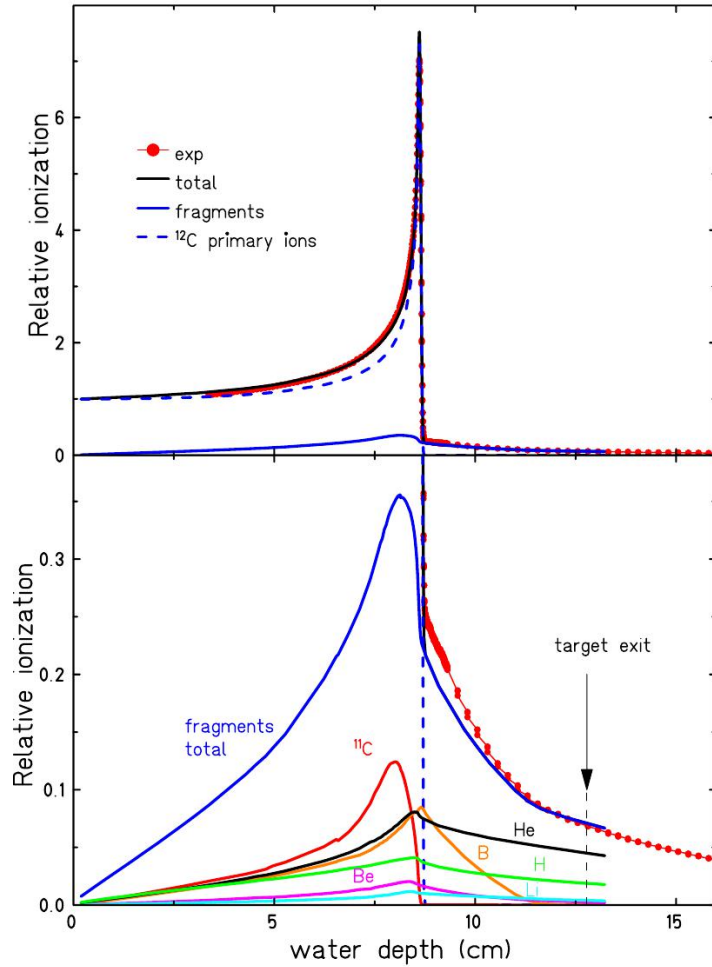 Relative ionization
6
4
2
0
exp
total
fragments
¹²C primary ions
Relative ionization
0.3
0.2
0.1
0.0
fragments
total
¹¹C
target exit
He
B
H
Be
Li
0
5
10
15
water depth (cm)